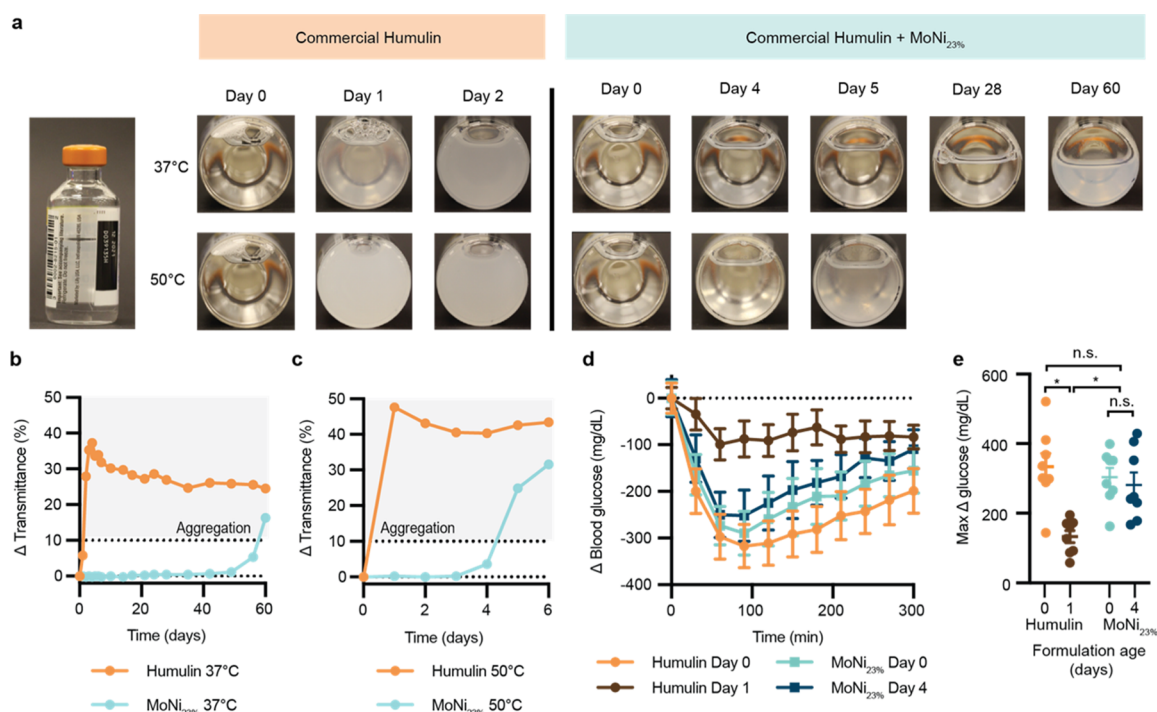 a
Commercial Humulin
Commercial Humulin + MoNi23%
Day 0
Day 1
Day 2
Day 0
Day 4
Day 5
Day 28
Day 60
37°C
50°C
b
Δ Transmittance (%)
50
40
30
20
10
0
Aggregation
0
20
40
60
Time (days)
Humulin 37°C
MoNi23% 37°C
c
Δ Transmittance (%)
50
40
30
20
10
0
Aggregation
0
2
4
6
Time (days)
Humulin 50°C
MoNi23% 50°C
d
Δ Blood glucose (mg/dL)
0
-100
-200
-300
-400
0
100
200
300
Time (min)
Humulin Day 0
MoNi23% Day 0
Humulin Day 1
MoNi23% Day 4
e
n.s.
*
*
n.s.
Max Δ glucose (mg/dL)
600
400
200
0
0
1
0
4
Humulin
MoNi23%
Formulation age
(days)